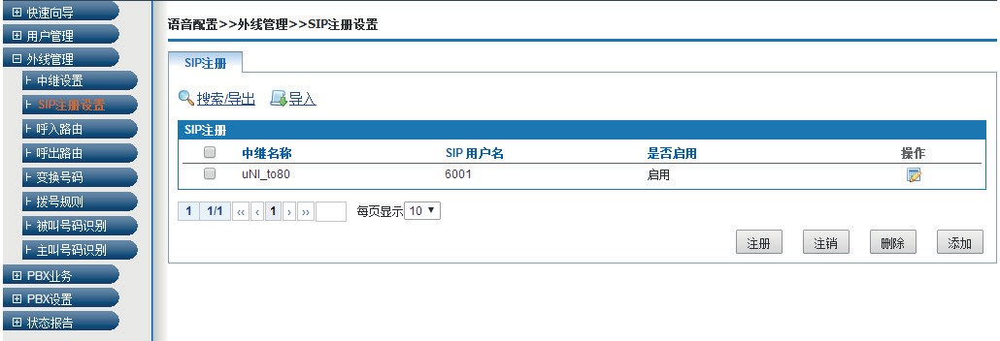 快速向导
用户管理
外线管理
中继设置
SIP注册设置
呼入路由
呼出路由
变换号码
拨号规则
被叫号码识别
主叫号码识别
PBX业务
PBX设置
状态报告
语音配置>>外线管理>>SIP注册设置
SIP注册
搜索/导出 导入
SIP注册
中继名称 SIP 用户名 是否启用 操作
uNI_to80 6001 启用
1 1/1 ‹‹ ‹ 1 › ›› 每页显示 10
注册 注销 删除 添加